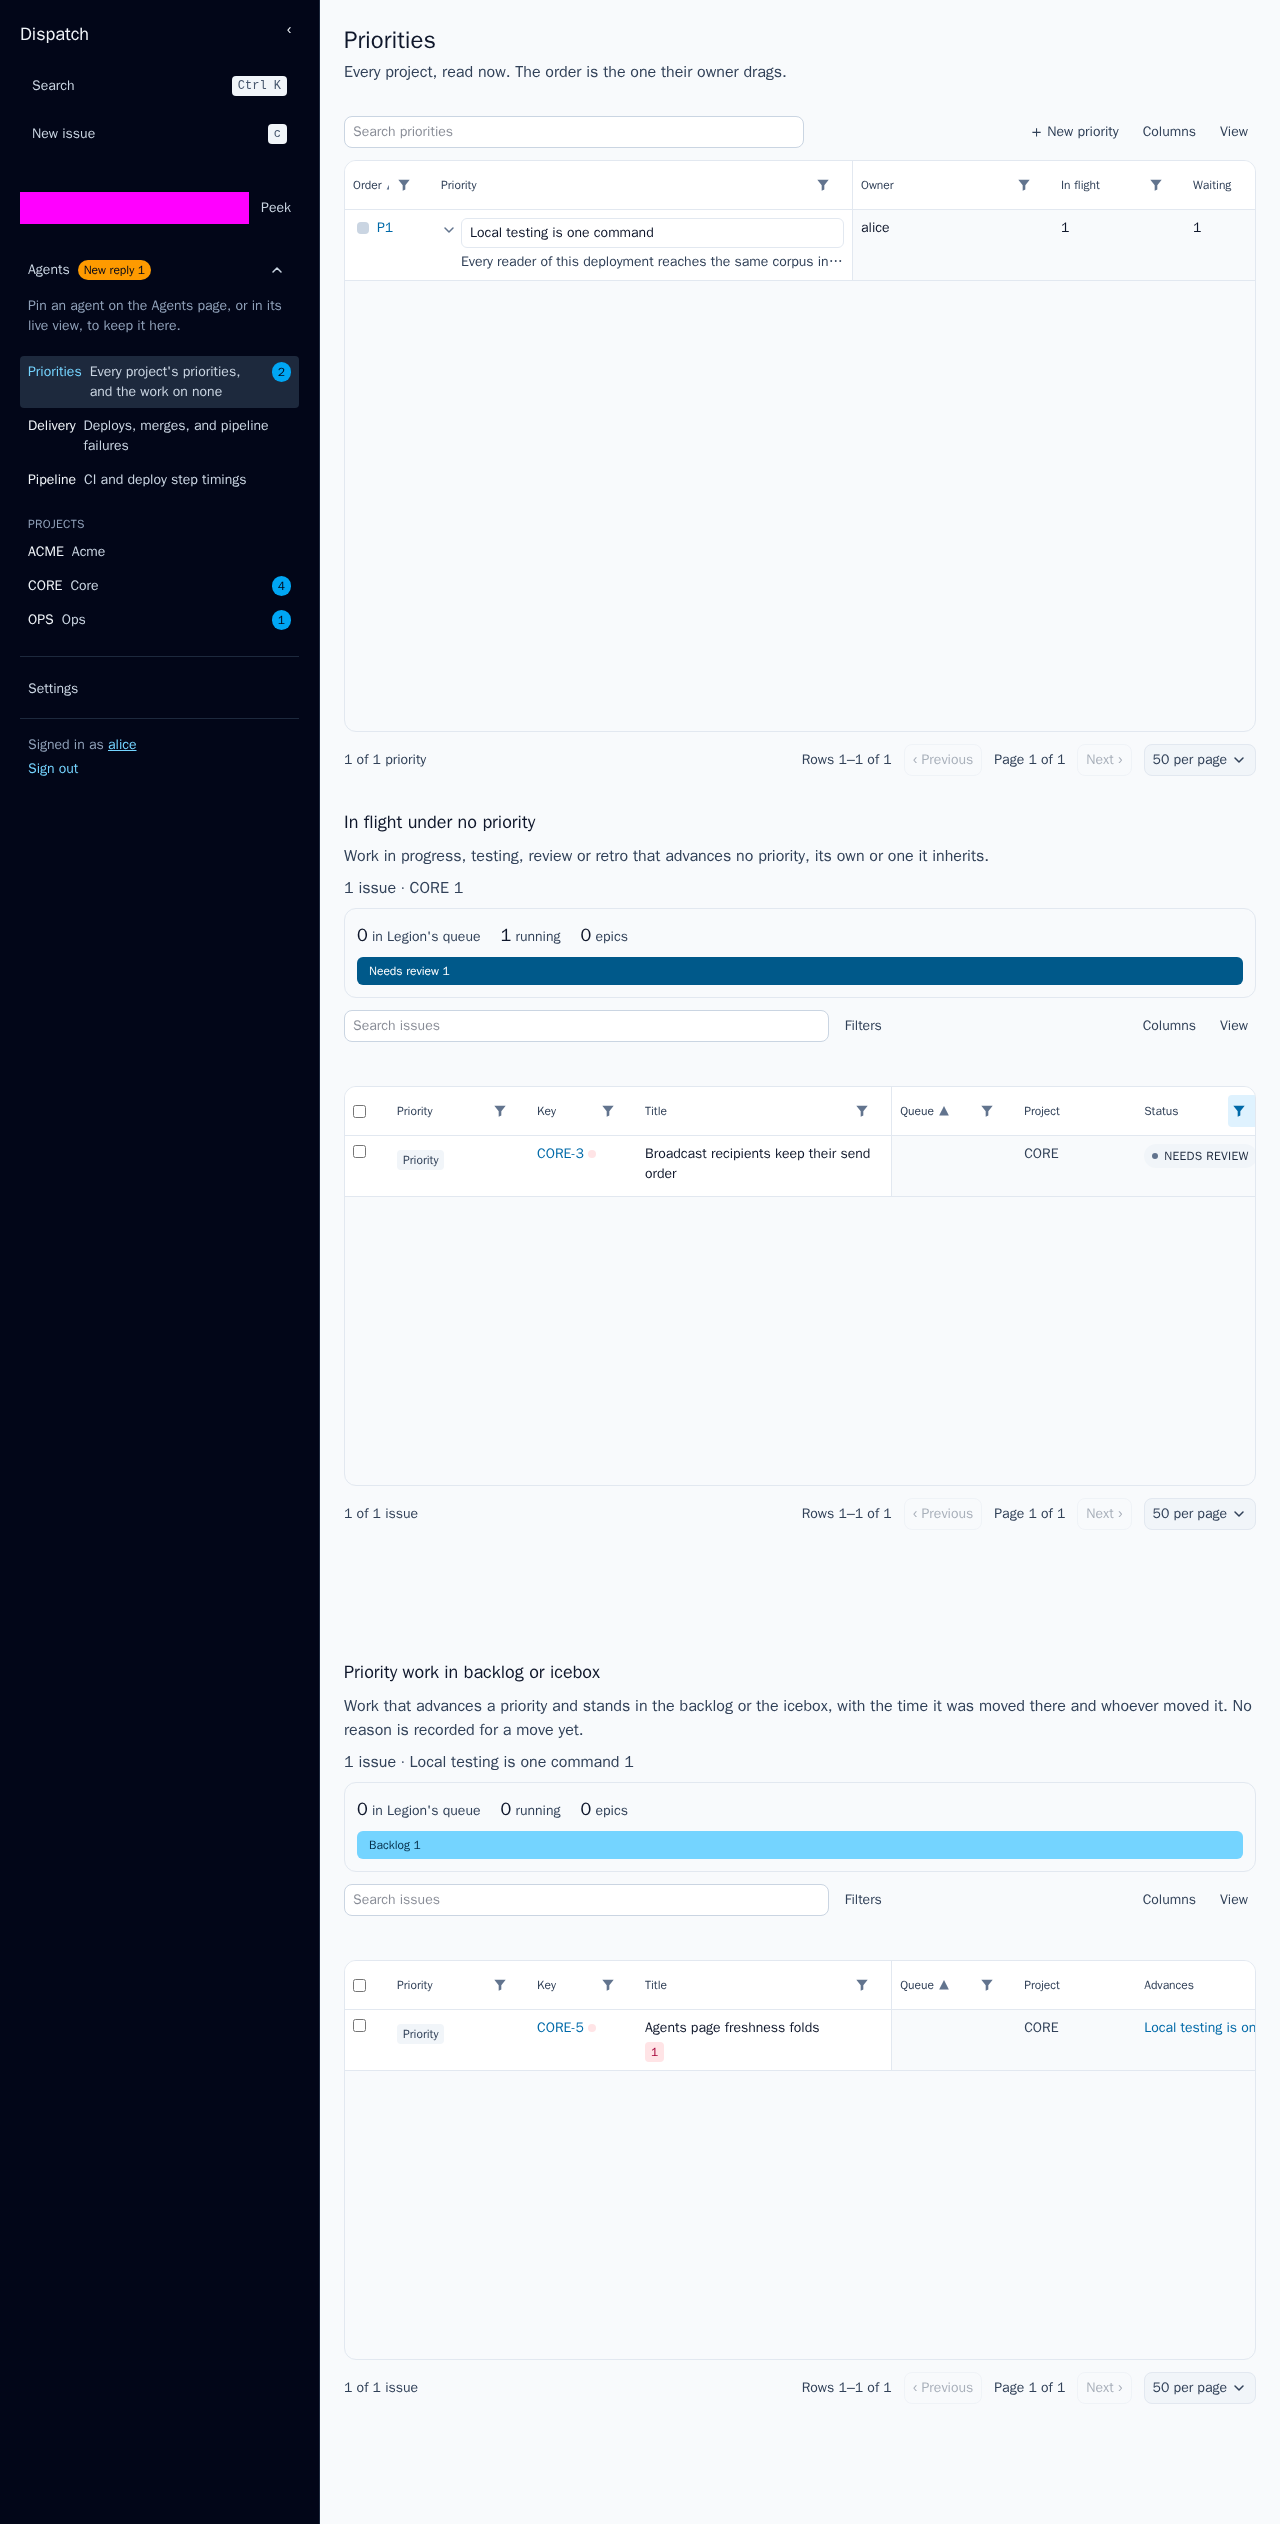 Dispatch
‹
Search
Ctrl K
New issue
C
Peek
Agents
New reply 1
Pin an agent on the Agents page, or in its
live view, to keep it here.
Priorities
Every project's priorities,
and the work on none
2
Delivery
Deploys, merges, and pipeline
failures
Pipeline
CI and deploy step timings
PROJECTS
ACME Acme
CORE Core
4
OPS Ops
1
Settings
Signed in as alice
Sign out
Priorities
Every project, read now. The order is the one their owner drags.
Search priorities
+ New priority
Columns
View
Order
Priority
Owner
In flight
Waiting
P1
Local testing is one command
alice
1
1
Every reader of this deployment reaches the same corpus in…
1 of 1 priority
Rows 1–1 of 1
‹ Previous
Page 1 of 1
Next ›
50 per page
In flight under no priority
Work in progress, testing, review or retro that advances no priority, its own or one it inherits.
1 issue · CORE 1
0 in Legion's queue
1 running
0 epics
Needs review 1
Search issues
Filters
Columns
View
Priority
Key
Title
Queue ▲
Project
Status
Priority
CORE-3
Broadcast recipients keep their send
order
CORE
NEEDS REVIEW
1 of 1 issue
Rows 1–1 of 1
‹ Previous
Page 1 of 1
Next ›
50 per page
Priority work in backlog or icebox
Work that advances a priority and stands in the backlog or the icebox, with the time it was moved there and whoever moved it. No
reason is recorded for a move yet.
1 issue · Local testing is one command 1
0 in Legion's queue
0 running
0 epics
Backlog 1
Search issues
Filters
Columns
View
Priority
Key
Title
Queue ▲
Project
Advances
Priority
CORE-5
Agents page freshness folds
1
CORE
Local testing is on
1 of 1 issue
Rows 1–1 of 1
‹ Previous
Page 1 of 1
Next ›
50 per page